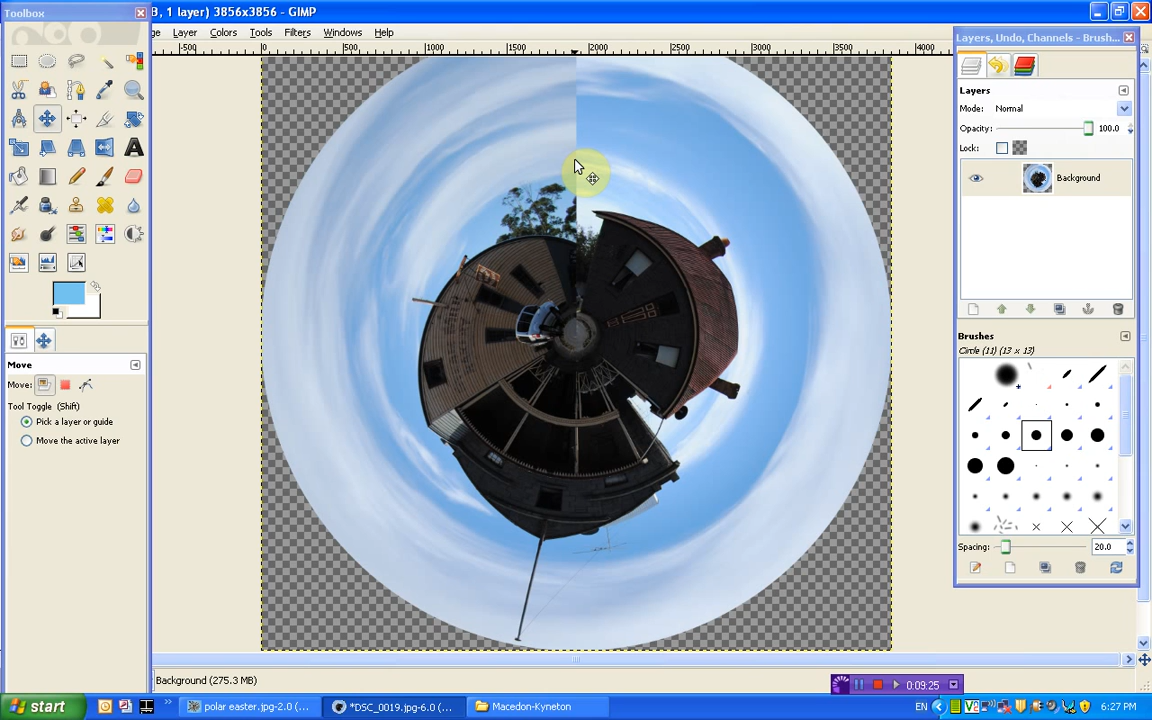 Toolbox
B, 1 layer) 3856x3856 - GIMP
ge Layer Colors Tools Filters Windows Help
-500 0 500 1000 1500 2000 2500 3000 3500 4000
Layers, Undo, Channels - Brush...
Layers
Mode: Normal
Opacity: 100.0
Lock:
Background
Brushes
Circle (11) (13 x 13)
Spacing: 20.0
Move
Move:
Tool Toggle (Shift)
Pick a layer or guide
Move the active layer
Background (275.3 MB)
0:09:25
start
polar easter.jpg-2.0 (...
*DSC_0019.jpg-6.0 (...
Macedon-Kyneton
EN
6:27 PM